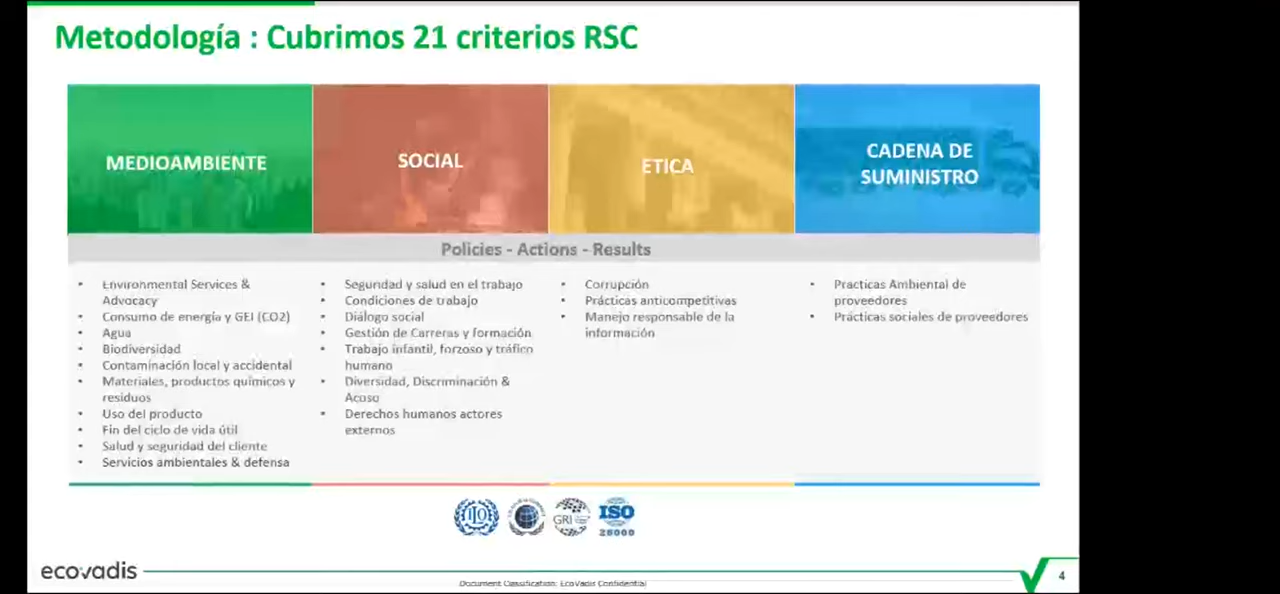 Metodología : Cubrimos 21 criterios RSC
MEDIOAMBIENTE
SOCIAL
ETICA
CADENA DE
SUMINISTRO
Policies - Actions - Results
• Environmental Services &
Advocacy
• Consumo de energía y GEI (CO2)
• Agua
• Biodiversidad
• Contaminación local y accidental
• Materiales, productos químicos y
residuos
• Uso del producto
• Fin del ciclo de vida útil
• Salud y seguridad del cliente
• Servicios ambientales & defensa
• Seguridad y salud en el trabajo
• Condiciones de trabajo
• Diálogo social
• Gestión de Carreras y formación
• Trabajo infantil, forzoso y tráfico
humano
• Diversidad, Discriminación &
Acoso
• Derechos humanos actores
externos
• Corrupción
• Prácticas anticompetitivas
• Manejo responsable de la
información
• Practicas Ambiental de
proveedores
• Prácticas sociales de proveedores
ILO
GRI
ISO
26000
ecovadis
Document Classification: EcoVadis Confidential
4